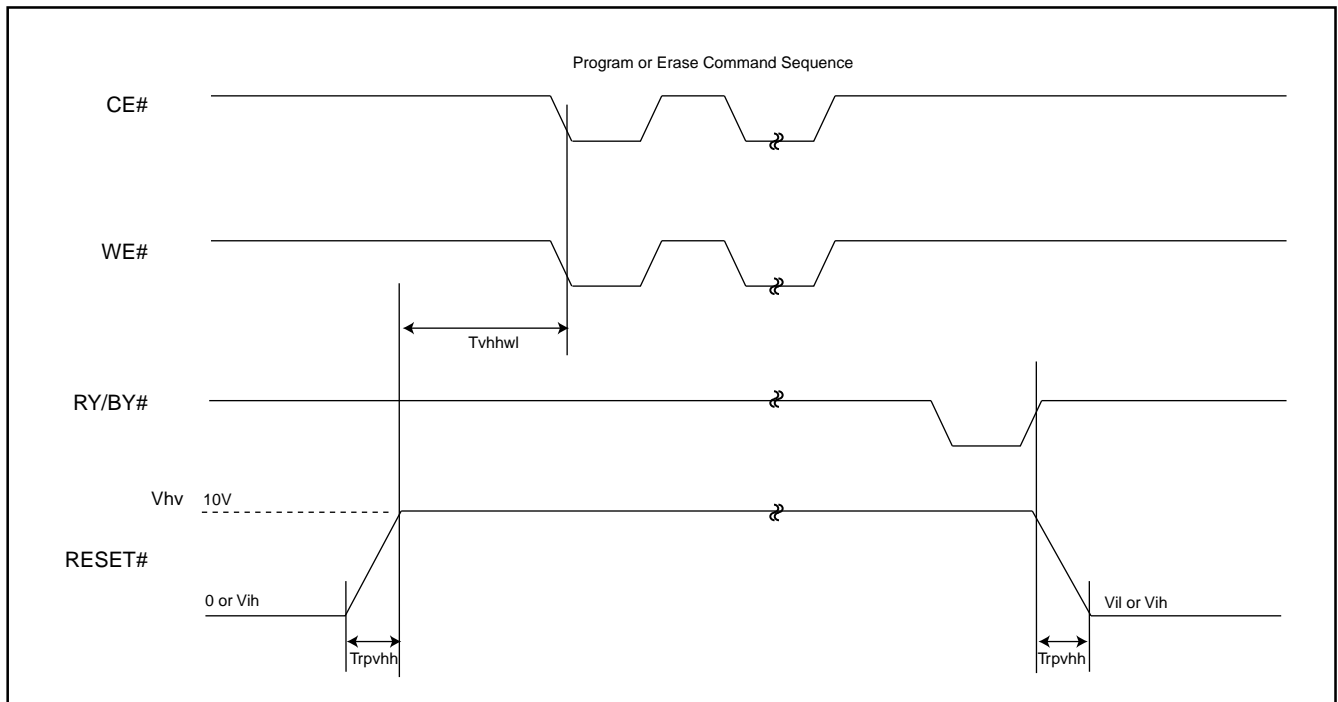 Program or Erase Command Sequence
CE#
WE#
Tvhhwl
RY/BY#
Vhv 10V
RESET#
0 or Vih
Vil or Vih
Trpvhh
Trpvhh